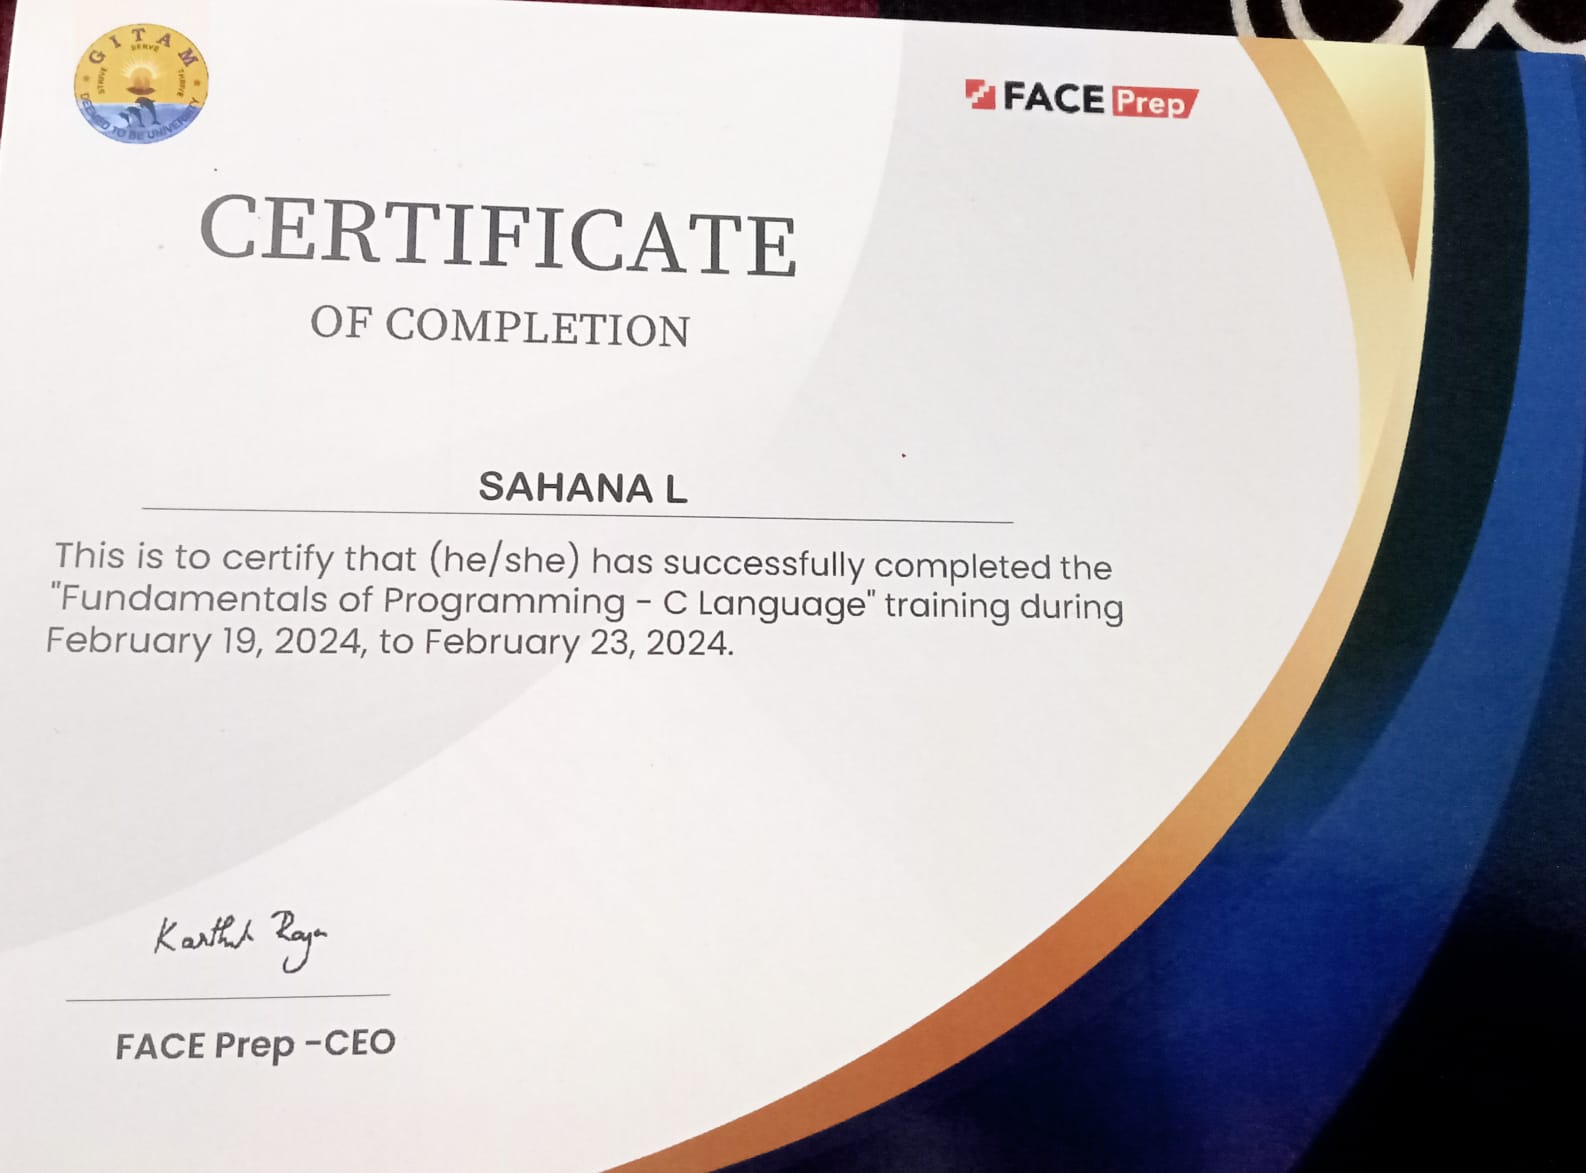 GITAM
SERVE
STRIVE
THRIVE
DEEMED TO BE UNIVERSITY
FACE Prep
CERTIFICATE
OF COMPLETION
SAHANA L
This is to certify that (he/she) has successfully completed the
"Fundamentals of Programming - C Language" training during
February 19, 2024, to February 23, 2024.
Karthik Raja
FACE Prep -CEO